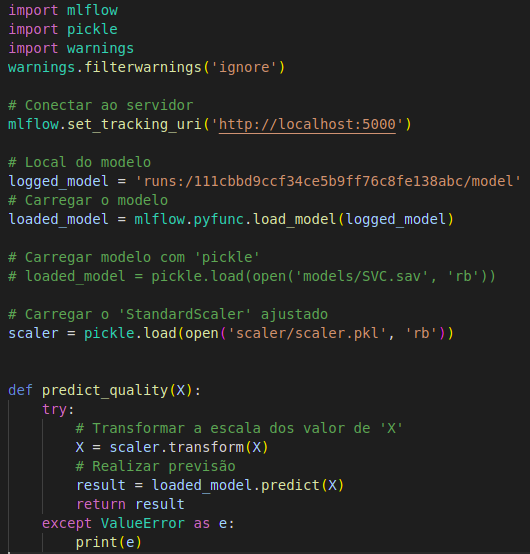 import mlflow
import pickle
import warnings
warnings.filterwarnings('ignore')

# Conectar ao servidor
mlflow.set_tracking_uri('http://localhost:5000')

# Local do modelo
logged_model = 'runs:/111cbbd9ccf34ce5b9ff76c8fe138abc/model'
# Carregar o modelo
loaded_model = mlflow.pyfunc.load_model(logged_model)

# Carregar modelo com 'pickle'
# loaded_model = pickle.load(open('models/SVC.sav', 'rb'))

# Carregar o 'StandardScaler' ajustado
scaler = pickle.load(open('scaler/scaler.pkl', 'rb'))


def predict_quality(X):
    try:
        # Transformar a escala dos valor de 'X'
        X = scaler.transform(X)
        # Realizar previsão
        result = loaded_model.predict(X)
        return result
    except ValueError as e:
        print(e)